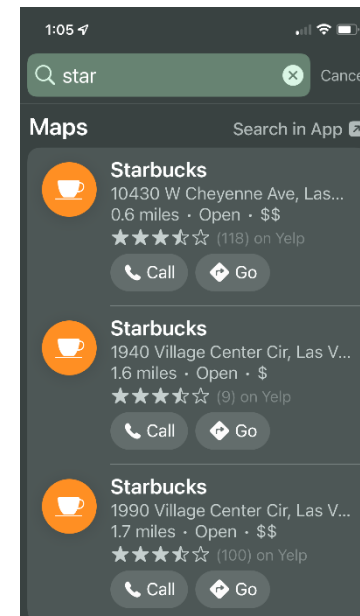 1:05
star
Cance
Maps
Search in App
Starbucks
10430 W Cheyenne Ave, Las...
0.6 miles · Open · $$
(118) on Yelp
Call
Go
Starbucks
1940 Village Center Cir, Las V...
1.6 miles · Open · $
(9) on Yelp
Call
Go
Starbucks
1990 Village Center Cir, Las V...
1.7 miles · Open · $$
(100) on Yelp
Call
Go